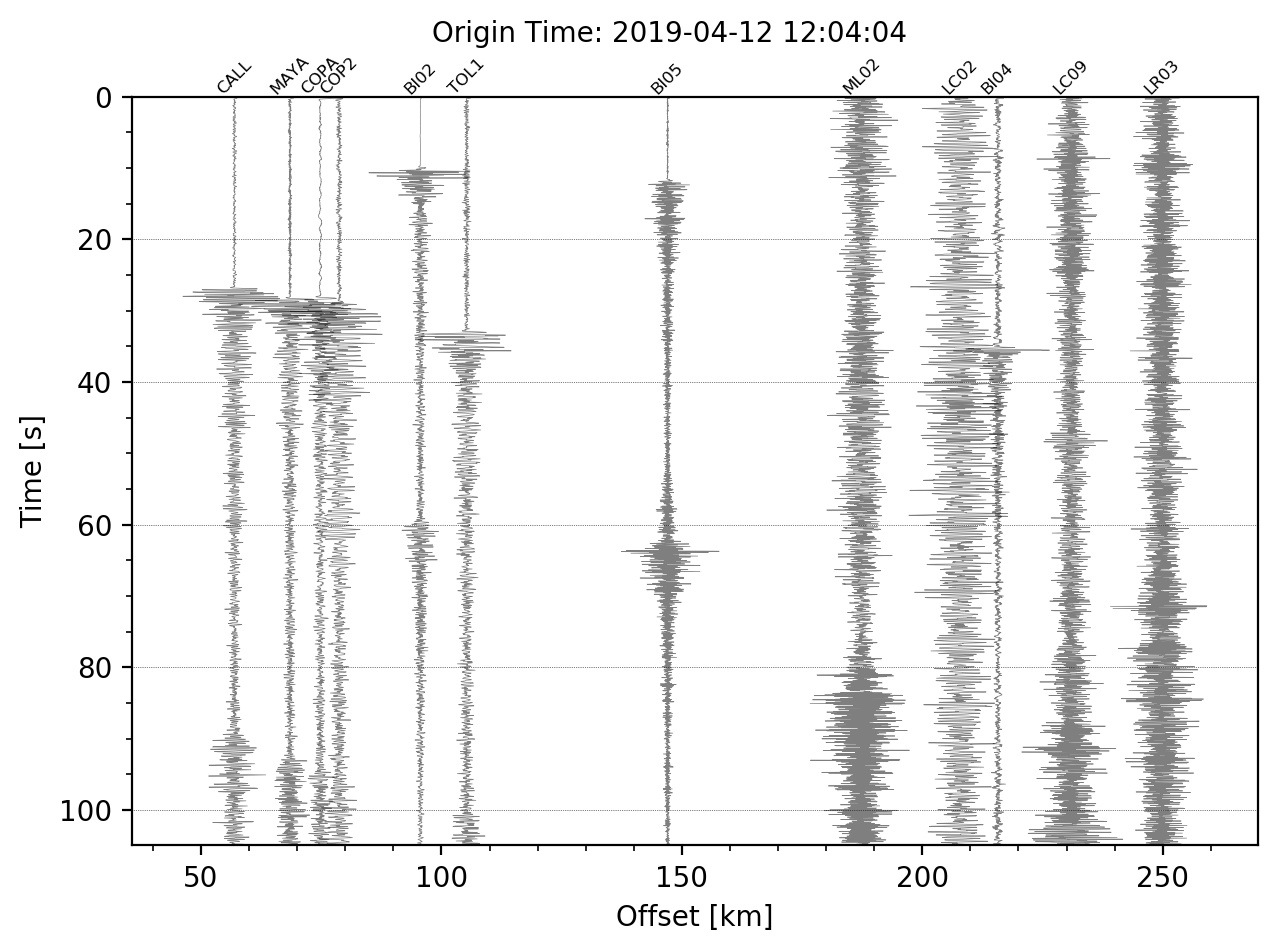 Origin Time: 2019-04-12 12:04:04
CALL MAYA COPA COP2 BI02 TOL1 BI05 ML02 LC02 BI04 LC09 LR03
0
20
40
60
80
100
Time [s]
50 100 150 200 250
Offset [km]